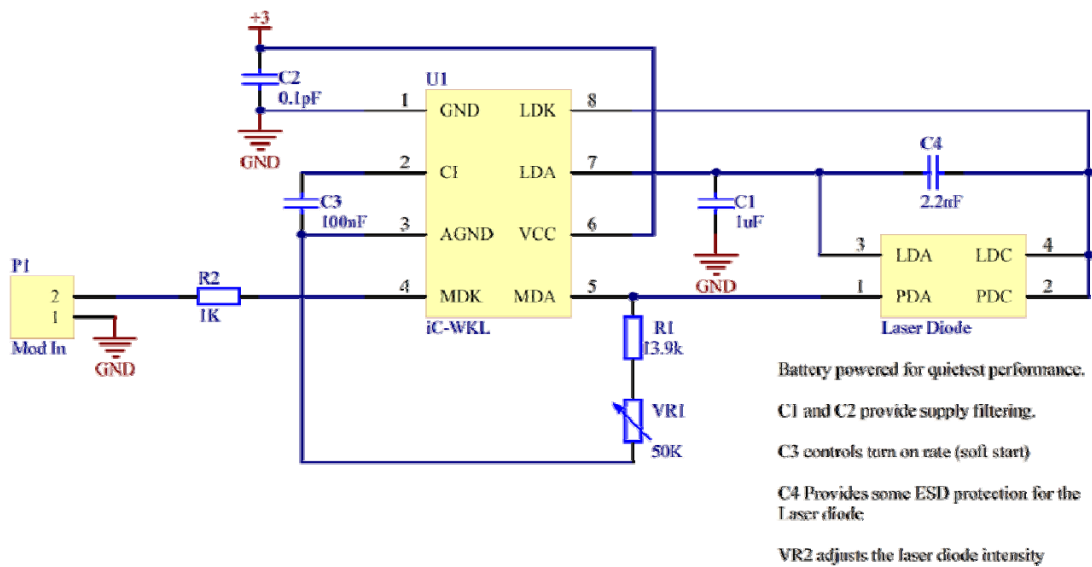 +3
C2
0.1pF
GND
U1
1
GND
LDK
8
2
CI
LDA
7
3
AGND
VCC
6
4
MDK
MDA
5
iC-WKL
C3
100nF
P1
2
1
Mod In
GND
R2
1K
C1
1uF
GND
C4
2.2nF
3
LDA
LDC
4
1
PDA
PDC
2
Laser Diode
R1
13.9k
VR1
50K
Battery powered for quietest performance.
C1 and C2 provide supply filtering.
C3 controls turn on rate (soft start)
C4 Provides some ESD protection for the
Laser diode
VR2 adjusts the laser diode intensity